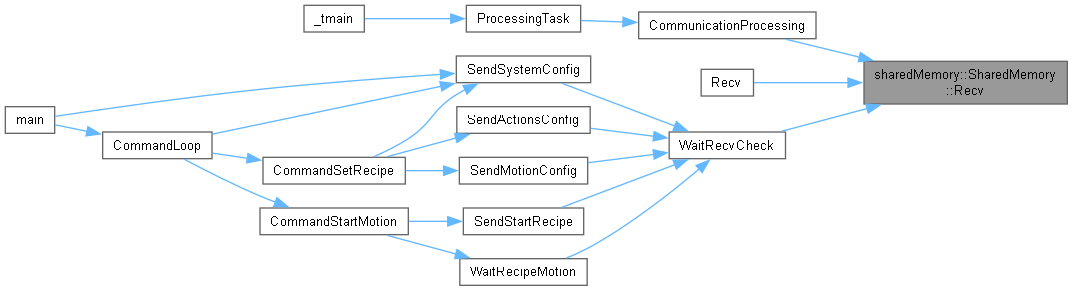 _tmain
ProcessingTask
CommunicationProcessing
SendSystemConfig
sharedMemory::SharedMemory
::Recv
Recv
main
SendActionsConfig
CommandLoop
WaitRecvCheck
CommandSetRecipe
SendMotionConfig
CommandStartMotion
SendStartRecipe
WaitRecipeMotion